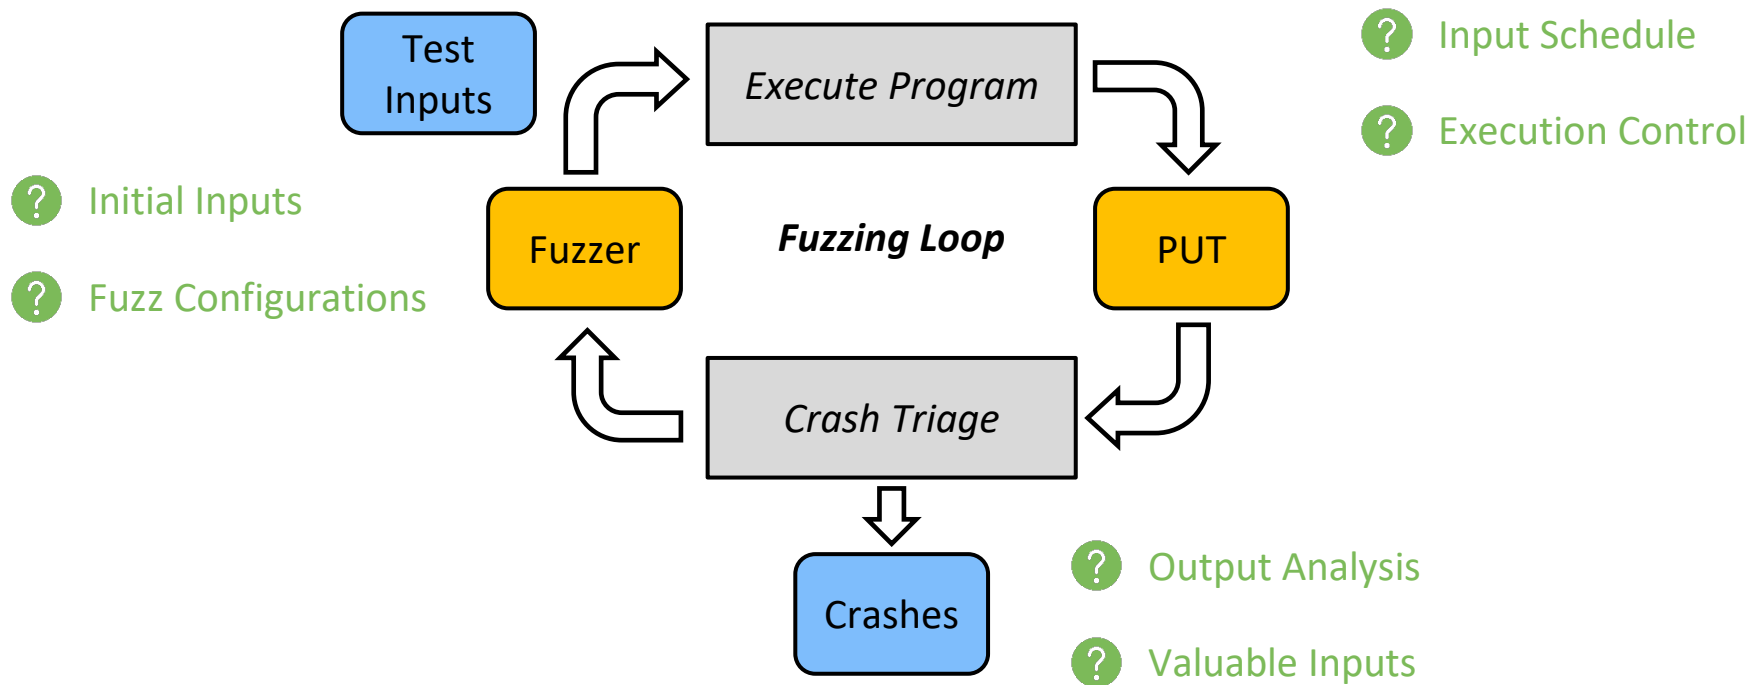 Test
Inputs
Execute Program
? Input Schedule
? Execution Control
? Initial Inputs
? Fuzz Configurations
Fuzzer
Fuzzing Loop
PUT
Crash Triage
Crashes
? Output Analysis
? Valuable Inputs